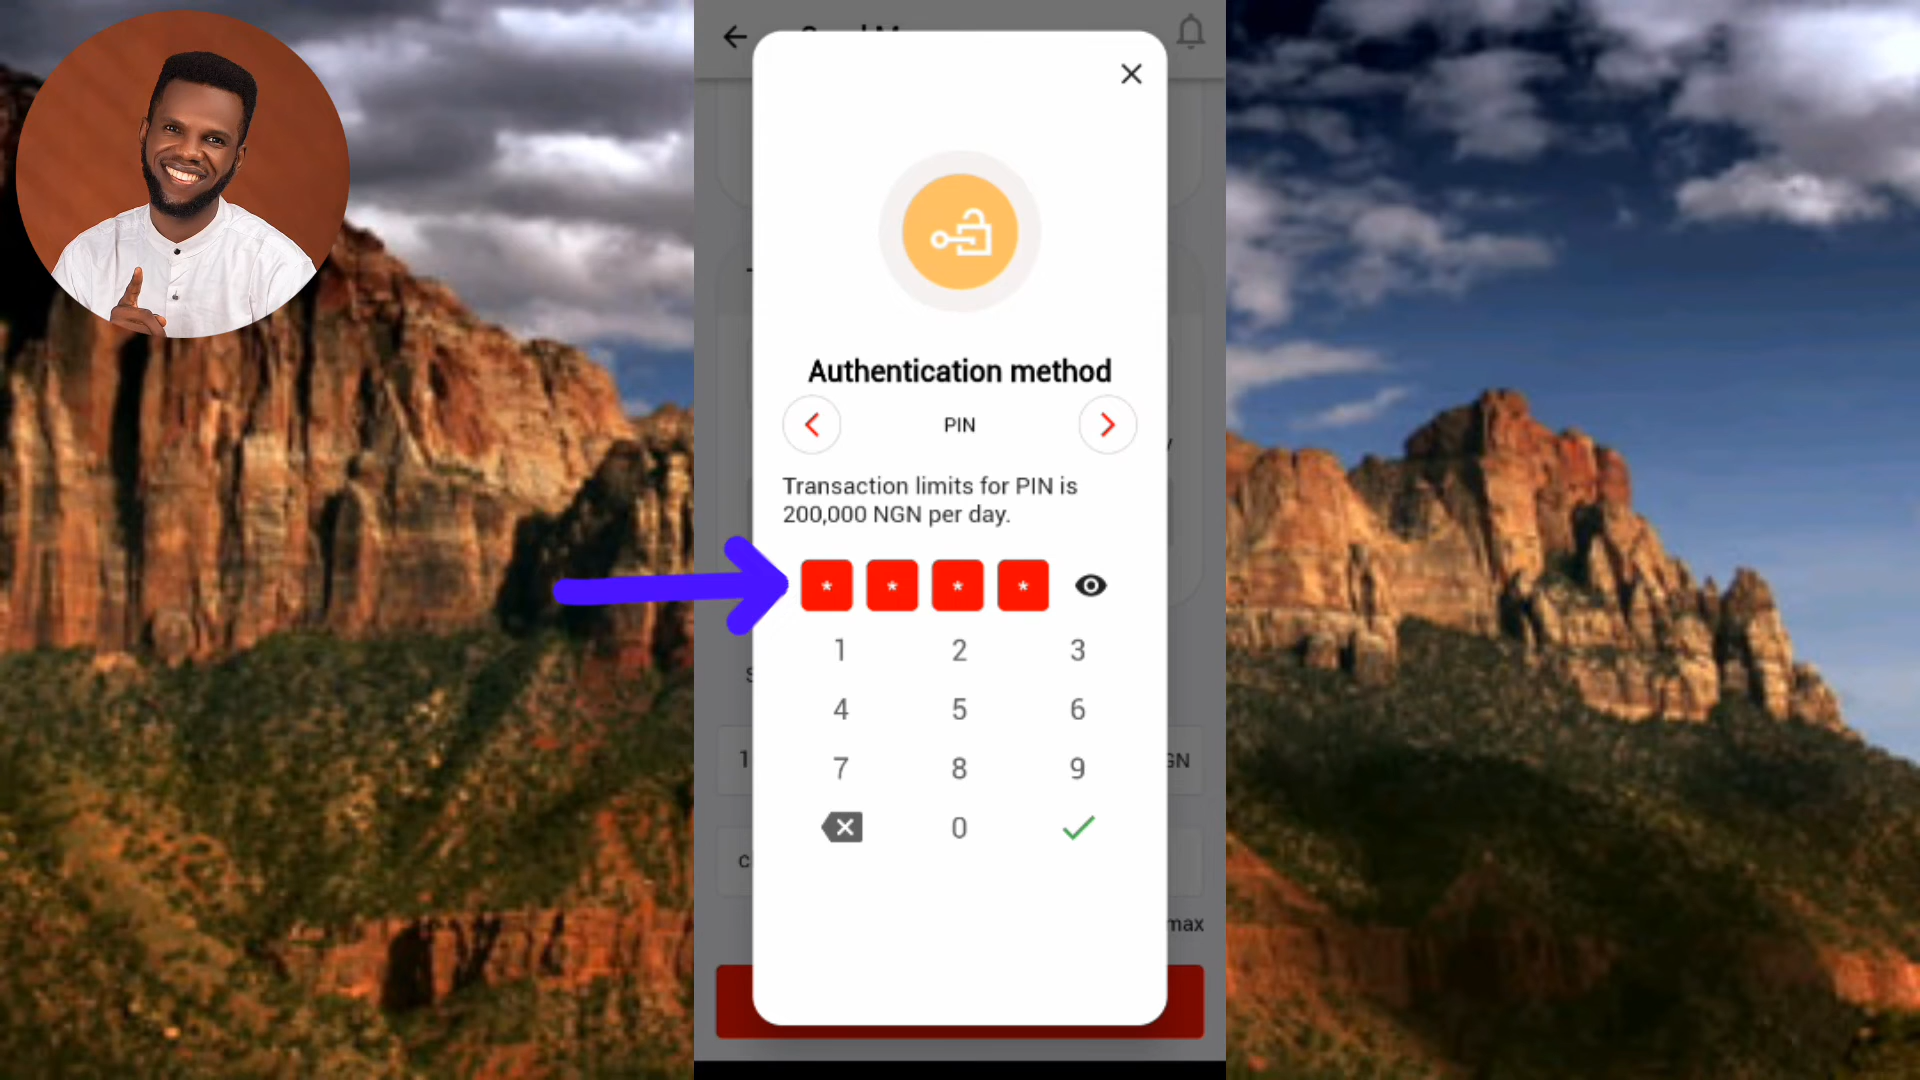 Authentication method
PIN
Transaction limits for PIN is
200,000 NGN per day.
* * * *
1 2 3
4 5 6
7 8 9
0
max